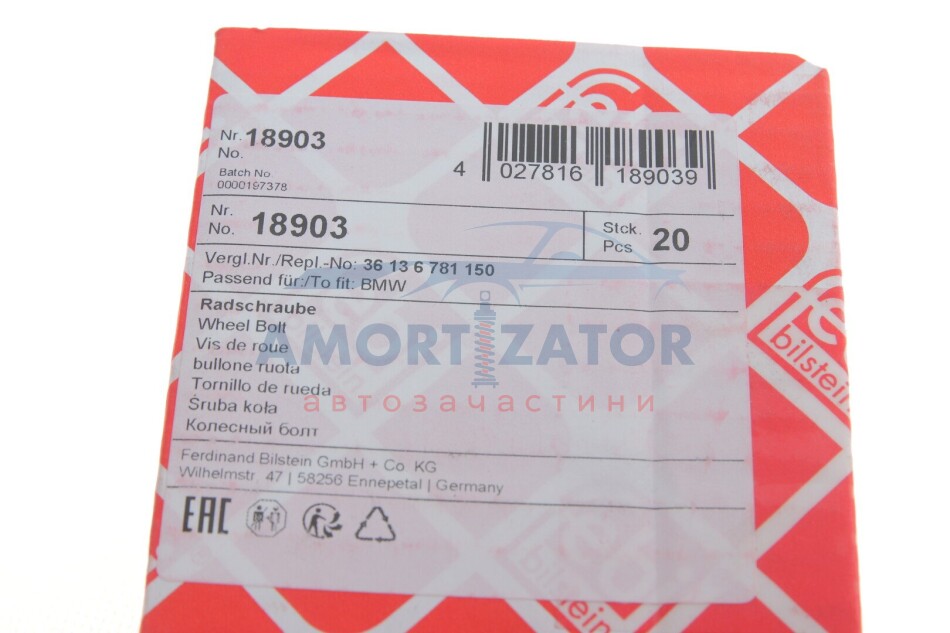 Nr. 18903
No.
Batch No
0000197378
4 027816 189039
Nr. 18903
No.
Stck. 20
Pcs
Vergl.Nr./Repl.-No: 36 13 6 781 150
Passend für:/To fit: BMW
Radschraube
Wheel Bolt
Vis de roue
bullone ruota
Tornillo de rueda
Śruba koła
Колесный болт
AMORTIZATOR
автозачастини
Ferdinand Bilstein GmbH + Co KG
Wilhelmstr. 47 | 58256 Ennepetal | Germany
EAC
bilstein
bilstein